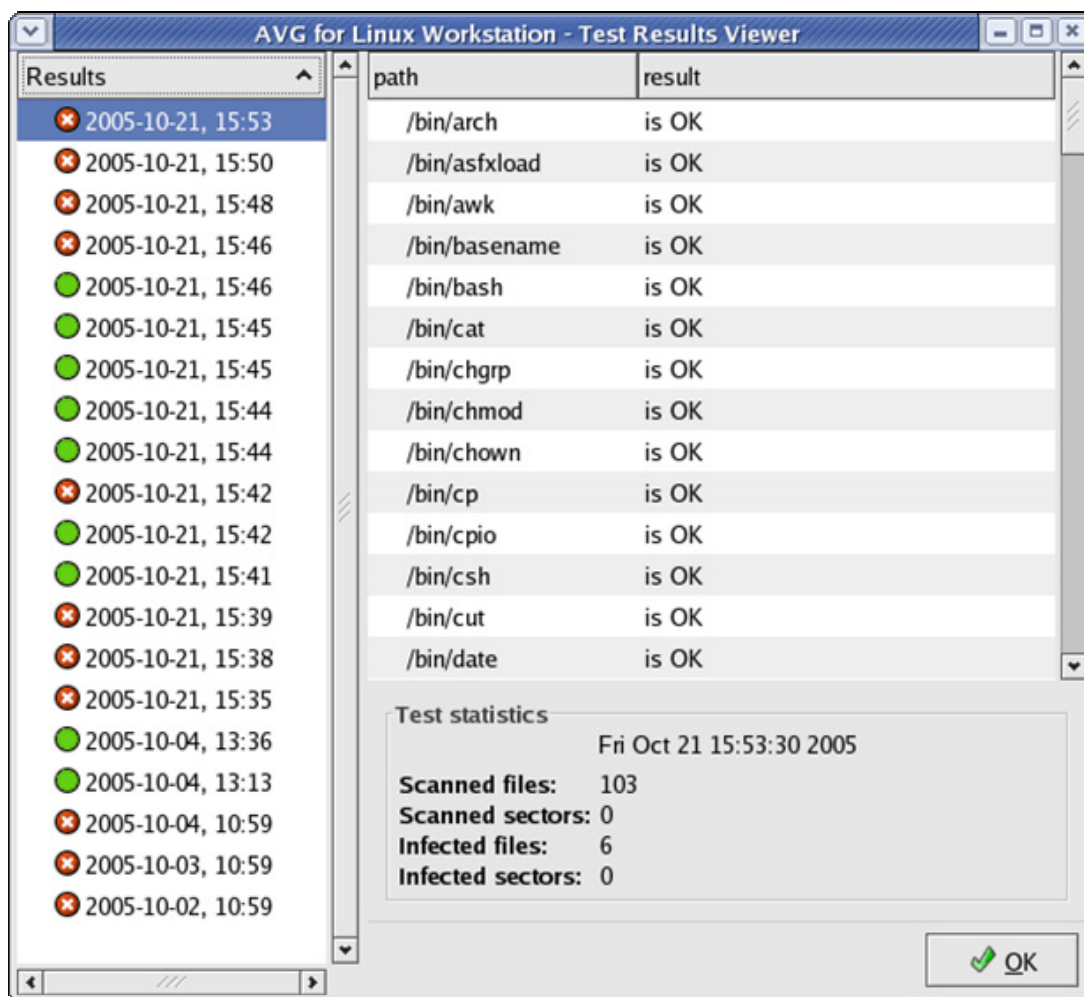 AVG for Linux Workstation - Test Results Viewer
Results
2005-10-21, 15:53
2005-10-21, 15:50
2005-10-21, 15:48
2005-10-21, 15:46
2005-10-21, 15:46
2005-10-21, 15:45
2005-10-21, 15:45
2005-10-21, 15:44
2005-10-21, 15:44
2005-10-21, 15:42
2005-10-21, 15:42
2005-10-21, 15:41
2005-10-21, 15:39
2005-10-21, 15:38
2005-10-21, 15:35
2005-10-04, 13:36
2005-10-04, 13:13
2005-10-04, 10:59
2005-10-03, 10:59
2005-10-02, 10:59
path result
/bin/arch is OK
/bin/asfxload is OK
/bin/awk is OK
/bin/basename is OK
/bin/bash is OK
/bin/cat is OK
/bin/chgrp is OK
/bin/chmod is OK
/bin/chown is OK
/bin/cp is OK
/bin/cpio is OK
/bin/csh is OK
/bin/cut is OK
/bin/date is OK
Test statistics
Fri Oct 21 15:53:30 2005
Scanned files: 103
Scanned sectors: 0
Infected files: 6
Infected sectors: 0
OK